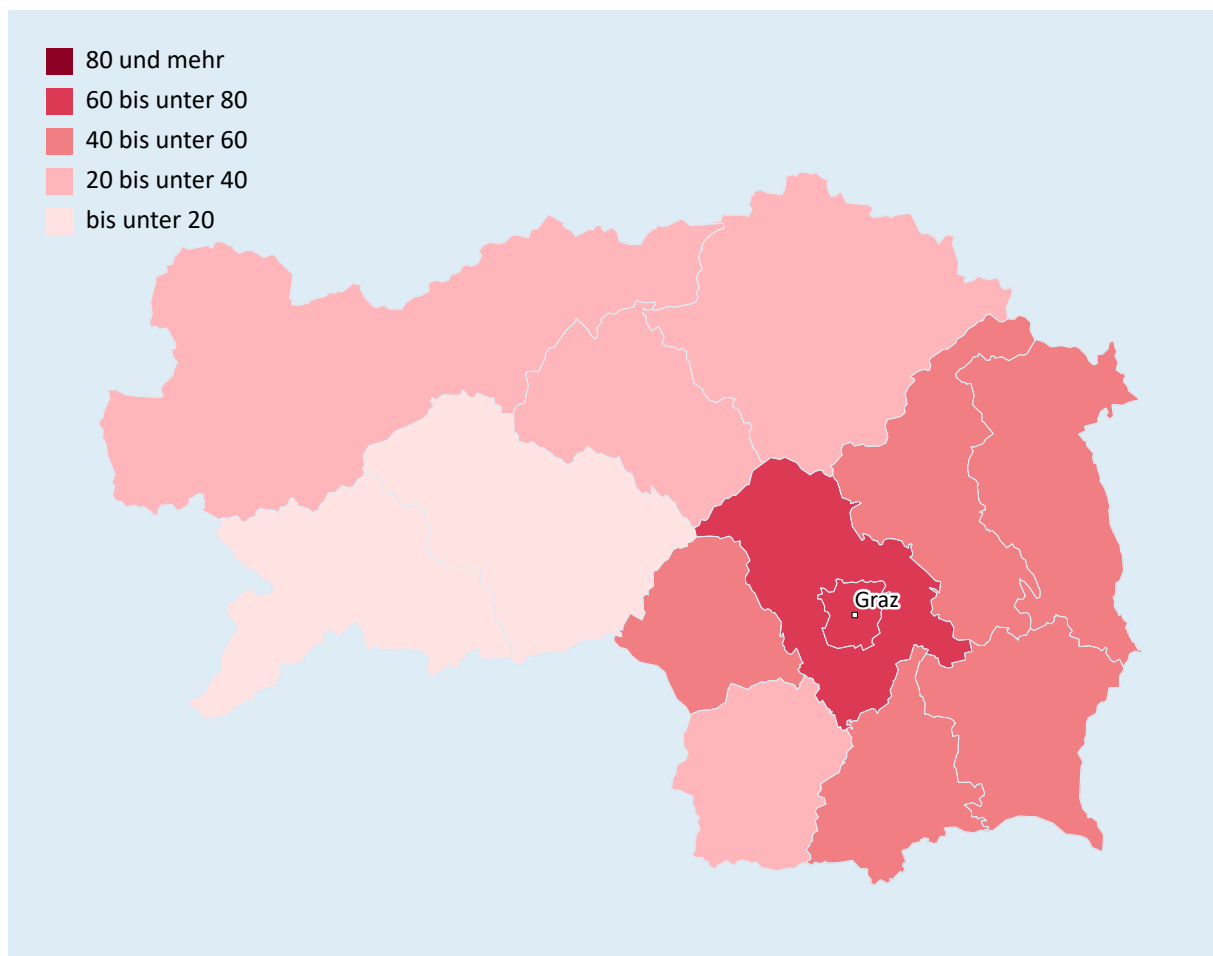 80 und mehr
60 bis unter 80
40 bis unter 60
20 bis unter 40
bis unter 20
Graz